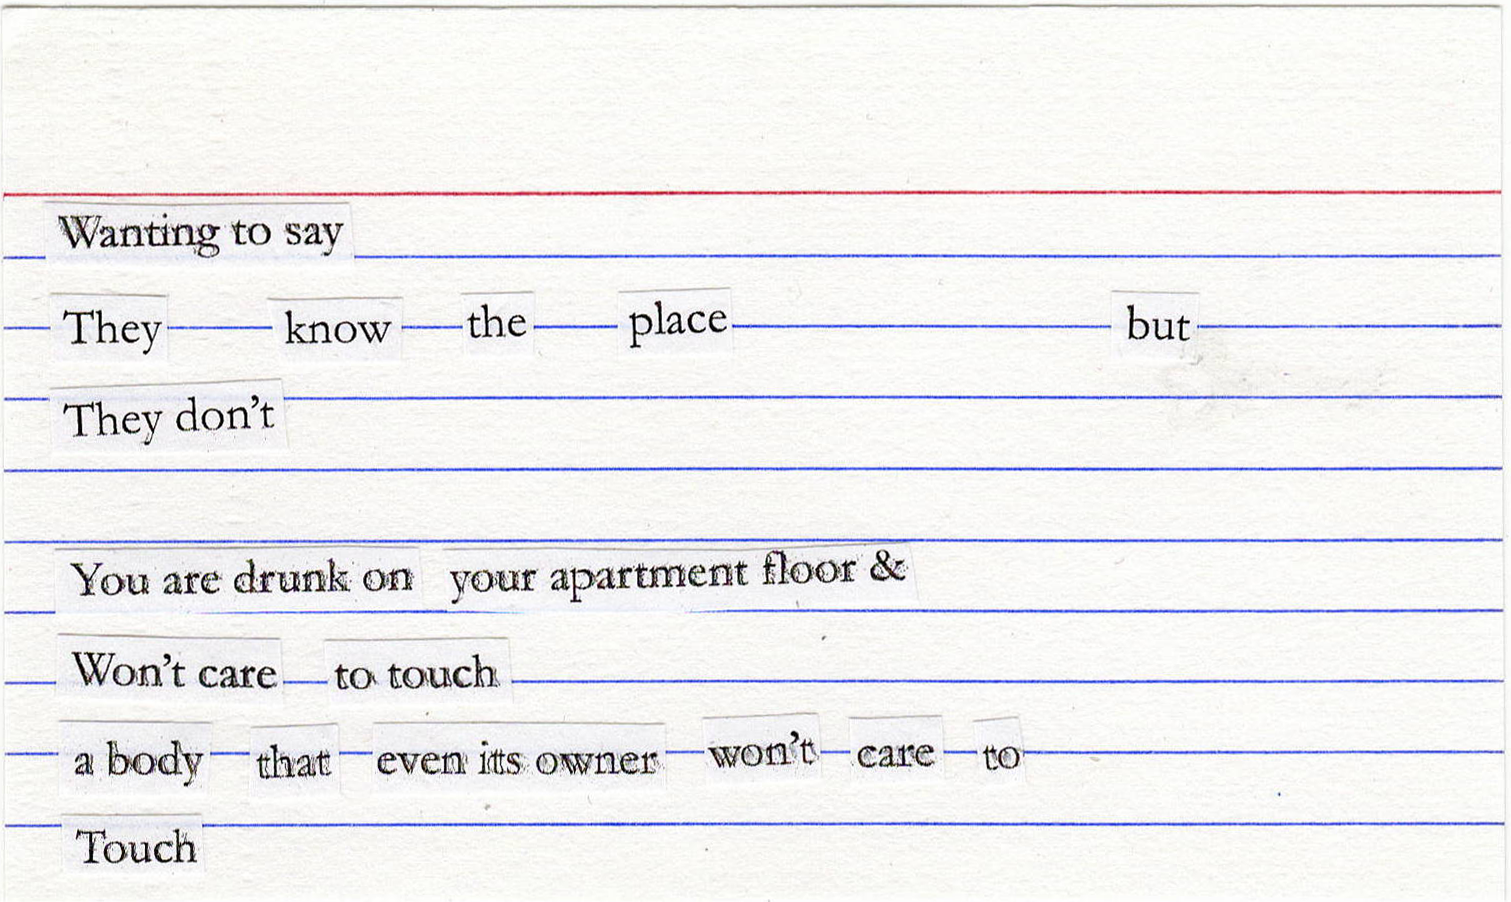 Wanting to say
They know the place but
They don't
You are drunk on your apartment floor &
Won't care to touch
a body that even its owner won't care to
Touch